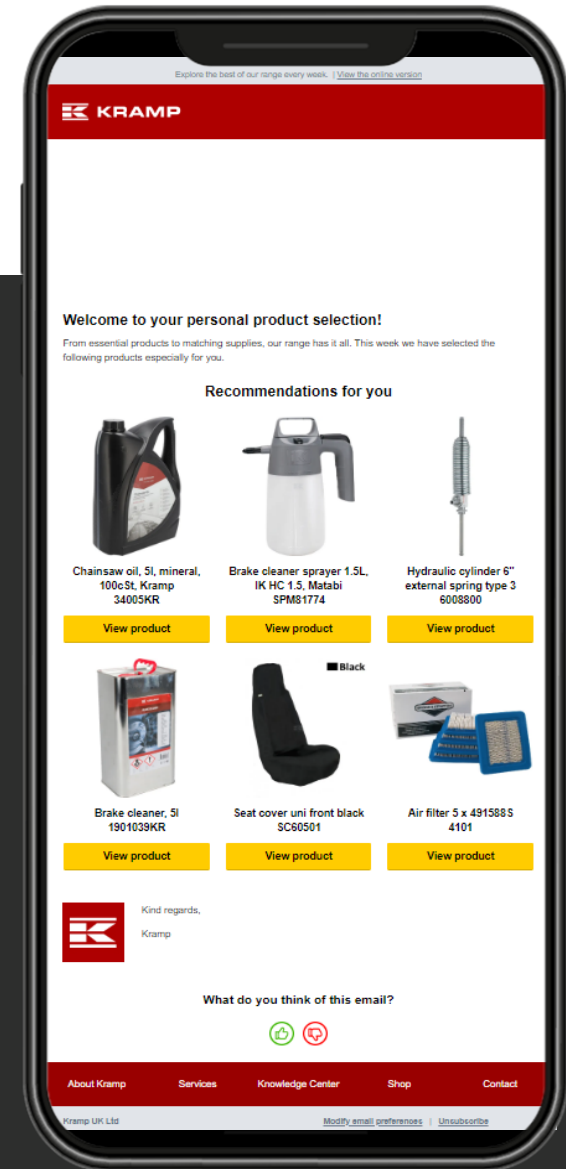 Explore the best of our range every week. | View the online version
KRAMP
Welcome to your personal product selection!
From essential products to matching supplies, our range has it all. This week we have selected the
following products especially for you.
Recommendations for you
Chainsaw oil, 5l, mineral,
100cSt, Kramp
34005KR
View product
Brake cleaner sprayer 1.5L,
IK HC 1.5, Matabi
SPM81774
View product
Hydraulic cylinder 6"
external spring type 3
6008800
View product
Brake cleaner, 5l
1901039KR
View product
Black
Seat cover uni front black
SC60501
View product
Air filter 5 x 491588S
4101
View product
Kind regards,
Kramp
What do you think of this email?
About Kramp Services Knowledge Center Shop Contact
Kramp UK Ltd Modify email preferences | Unsubscribe